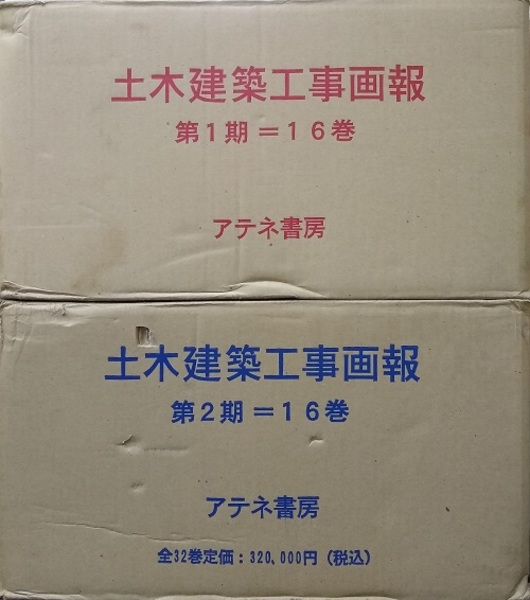 土木建築工事画報
第1期＝16巻
アテネ書房
土木建築工事画報
第2期＝16巻
アテネ書房
全32巻定価：320,000円（税込）